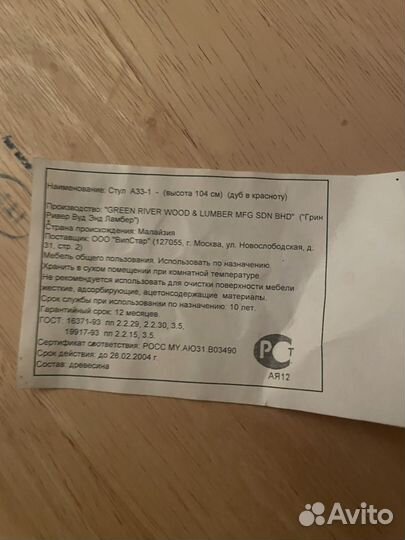 Наименование: Стул А33-1 - (высота 104 см) (дуб в красноту)
Производство: "GREEN RIVER WOOD & LUMBER MFG SDN BHD" ("Грин
Ривер Вуд Энд Ламбер")
Страна происхождения: Малайзия
Поставщик: ООО "ВипСтар" (127055, г. Москва, ул. Новослободская, д.
31, стр. 2)
Мебель общего пользования. Использовать по назначению
Хранить в сухом помещении при комнатной температуре
Не рекомендуется использовать для очистки поверхности мебели
жесткие, адсорбирующие, ацетонсодержащие материалы.
Срок службы при использовании по назначению: 10 лет.
Гарантийный срок: 12 месяцев.
ГОСТ: 16371-93 пп 2.2.29, 2.2.30, 3.5,
19917-93 пп 2.2.15, 3.5.
Сертификат соответствия: РОСС MY.АЮ31.В03490
Срок действия: до 28.02.2004 г.
Состав: древесина
РСТ
АЯ12
Avito